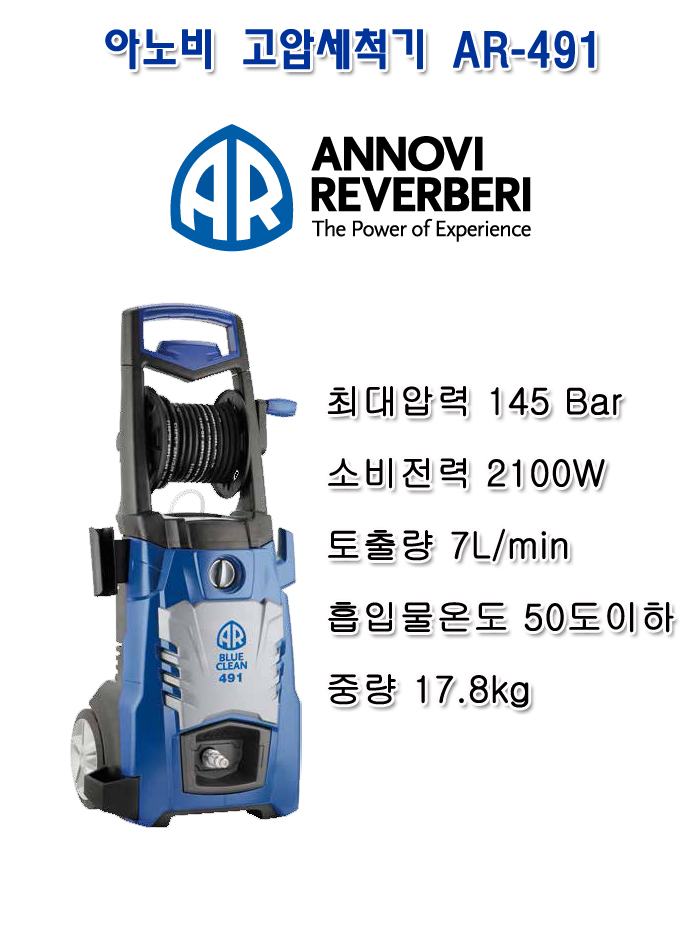 아노비 고압세척기 AR-491
AR
ANNOVI
REVERBERI
The Power of Experience
최대압력 145 Bar
소비전력 2100W
토출량 7L/min
흡입물온도 50도이하
중량 17.8kg
AR
BLUE
CLEAN
491